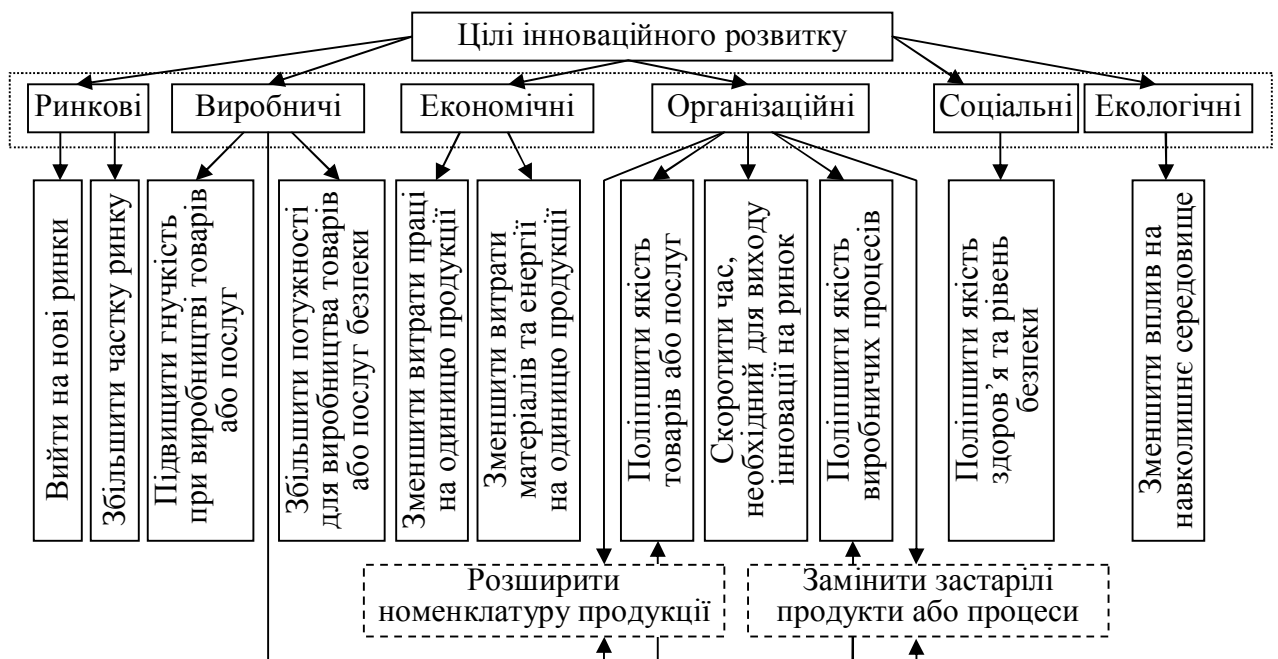 Цілі інноваційного розвитку
Ринкові
Виробничі
Економічні
Організаційні
Соціальні
Екологічні
Вийти на нові ринки
Збільшити частку ринку
Підвищити гнучкість
при виробництві товарів
або послуг
Збільшити потужності
для виробництва товарів
або послуг безпеки
Зменшити витрати праці
на одиницю продукції
Зменшити витрати
матеріалів та енергії
на одиницю продукції
Поліпшити якість
товарів або послуг
Скоротити час,
необхідний для виходу
інновації на ринок
Поліпшити якість
виробничих процесів
Поліпшити якість
здоров’я та рівень
безпеки
Зменшити вплив на
навколишнє середовище
Розширити
номенклатуру продукції
Замінити застарілі
продукти або процеси